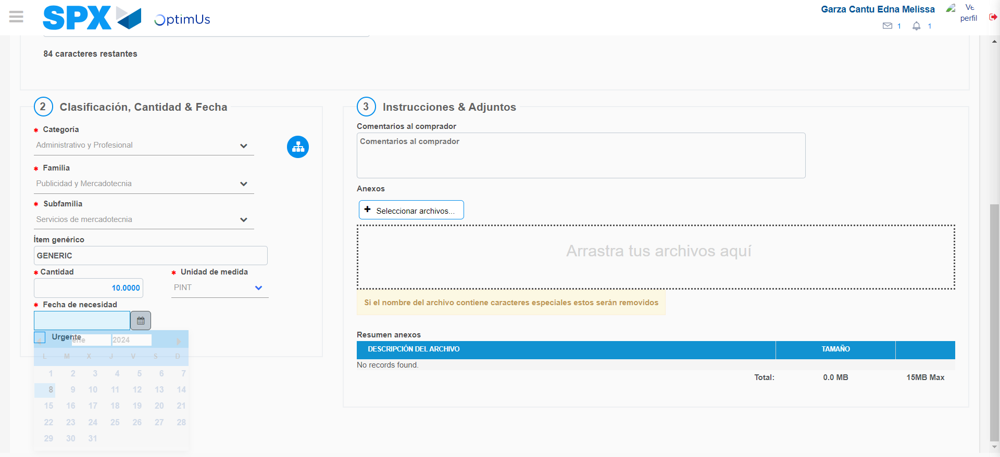 SPX
OptimUs
Garza Cantu Edna Melissa
Ve
perfil
1
1
84 caracteres restantes
2 Clasificación, Cantidad & Fecha
* Categoría
Administrativo y Profesional
* Familia
Publicidad y Mercadotecnia
* Subfamilia
Servicios de mercadotecnia
Ítem genérico
GENERIC
* Cantidad
* Unidad de medida
10.0000
PINT
* Fecha de necesidad
Urgente
ene 2024
L M X J V S D
1 2 3 4 5 6 7
8 9 10 11 12 13 14
15 16 17 18 19 20 21
22 23 24 25 26 27 28
29 30 31
3 Instrucciones & Adjuntos
Comentarios al comprador
Comentarios al comprador
Anexos
+ Seleccionar archivos...
Arrastra tus archivos aquí
Si el nombre del archivo contiene caracteres especiales estos serán removidos
Resumen anexos
DESCRIPCIÓN DEL ARCHIVO TAMAÑO
No records found.
Total: 0.0 MB 15MB Max